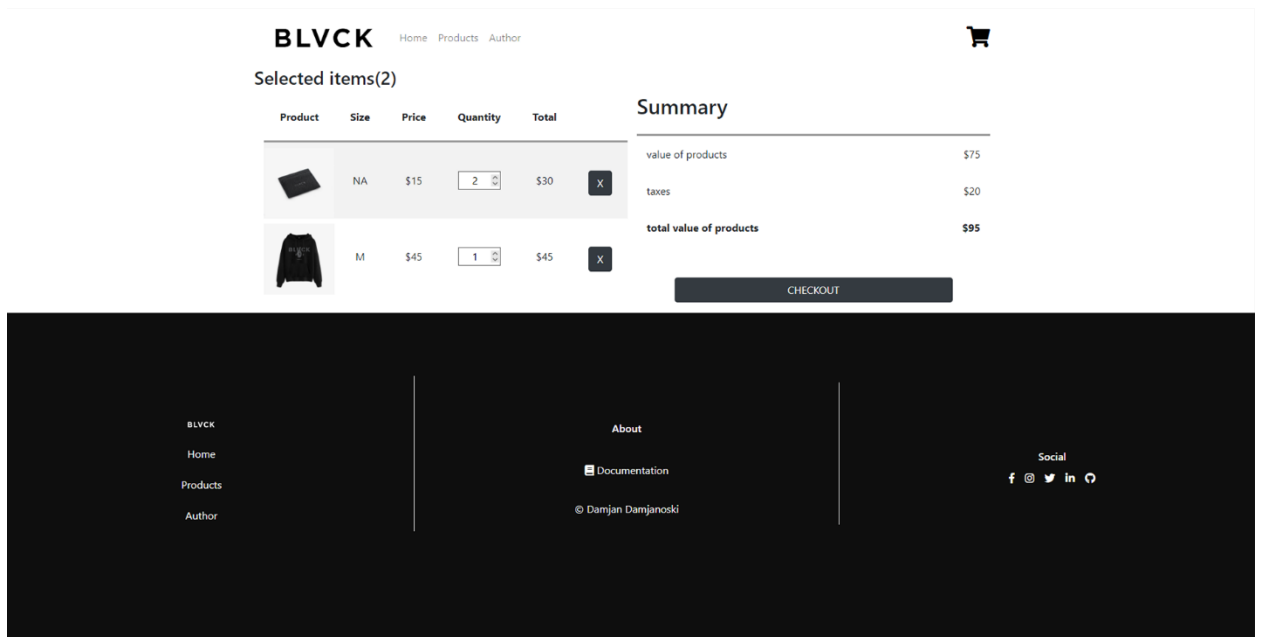 BLVCK Home Products Author
Selected items(2)
Product Size Price Quantity Total
NA $15 2 $30 X
BLVCK
M $45 1 $45 X
Summary
value of products $75
taxes $20
total value of products $95
CHECKOUT
BLVCK
Home
Products
Author
About
Documentation
© Damjan Damjanoski
Social